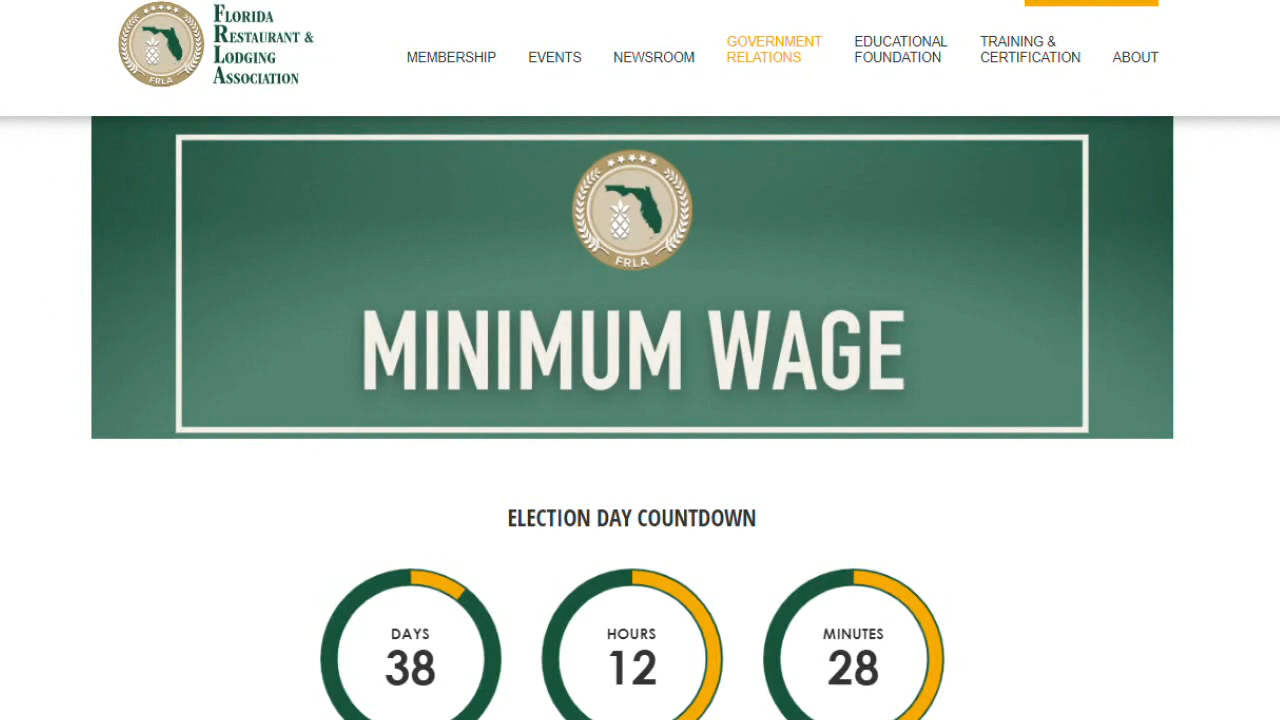 FLORIDA
RESTAURANT &
LODGING
ASSOCIATION
FRLA
MEMBERSHIP
EVENTS
NEWSROOM
GOVERNMENT
RELATIONS
EDUCATIONAL
FOUNDATION
TRAINING &
CERTIFICATION
ABOUT
FRLA
MINIMUM WAGE
ELECTION DAY COUNTDOWN
DAYS
38
HOURS
12
MINUTES
28